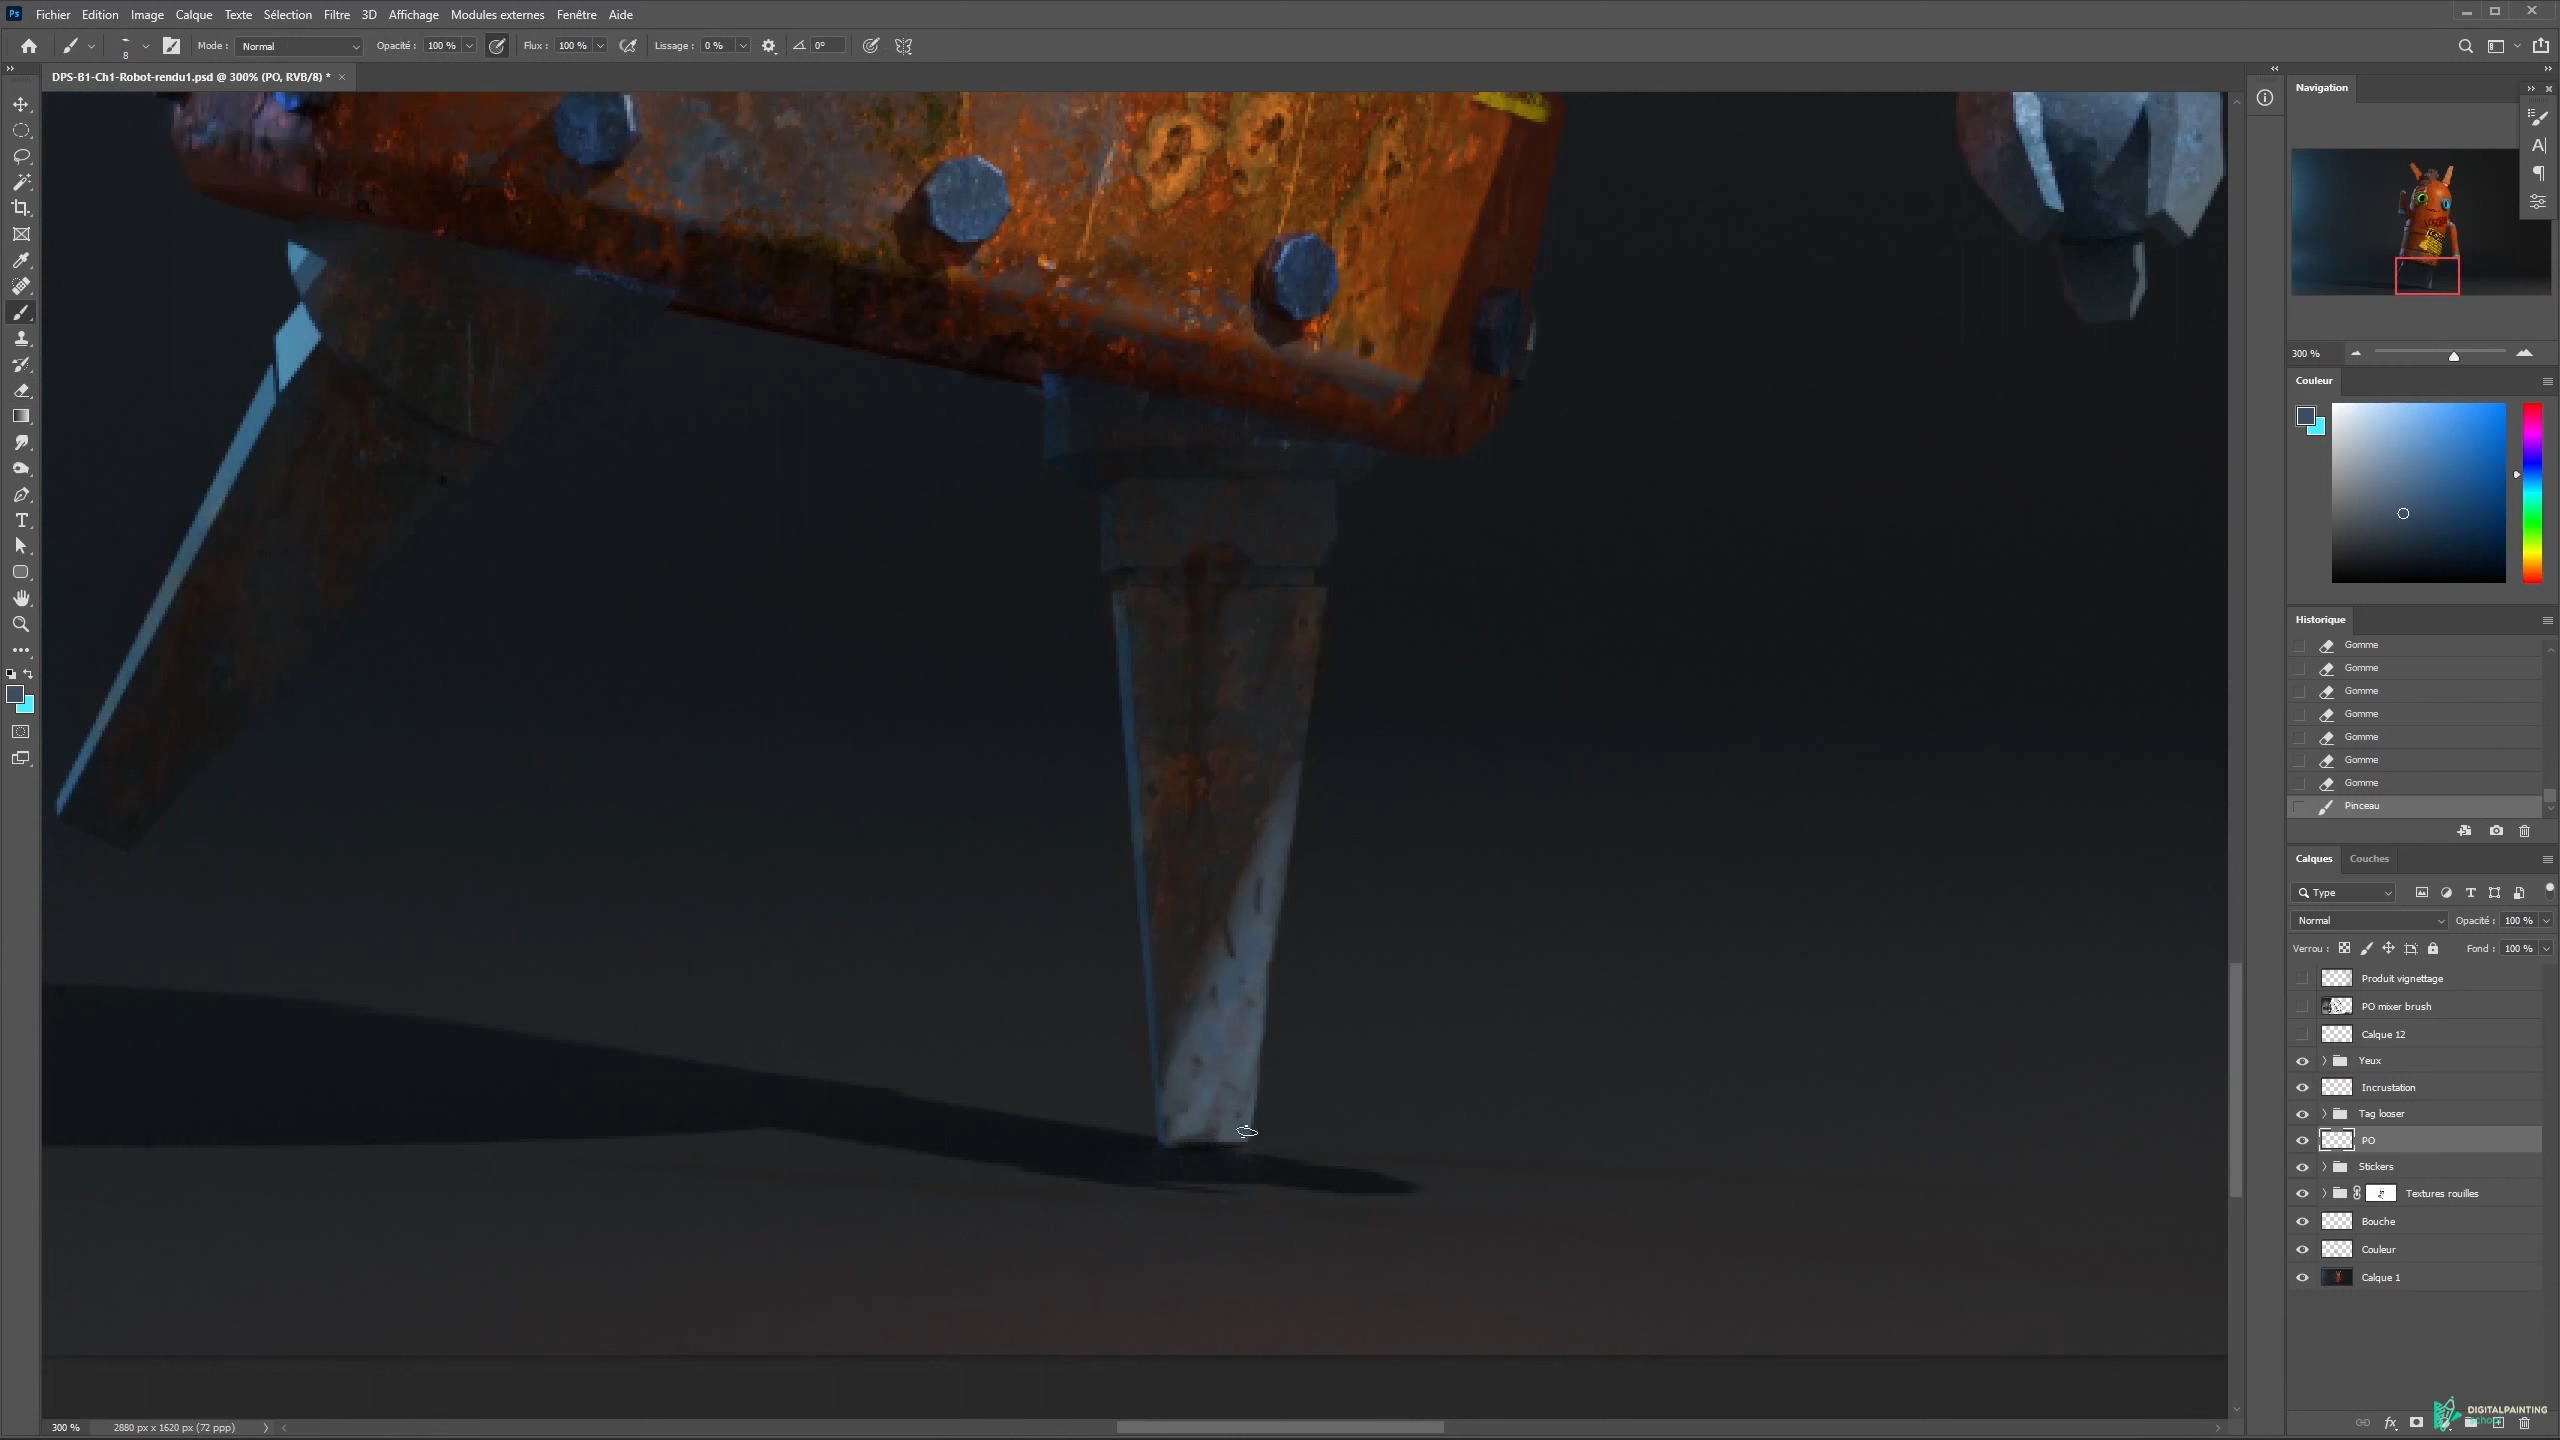 Fichier Edition Image Calque Texte Sélection Filtre 3D Affichage Modules externes Fenêtre Aide
8 Mode : Normal Opacité : 100 % Flux : 100 % Lissage : 0 % 0°
DPS-B1-Ch1-Robot-rendu1.psd @ 300% (PO, RVB/8) *
Navigation
300 %
Couleur
Historique
Gomme
Gomme
Gomme
Gomme
Gomme
Gomme
Gomme
Pinceau
Calques Couches
Type
Normal Opacité : 100 %
Verrou : Fond : 100 %
Produit vignettage
PO mixer brush
Calque 12
Yeux
Incrustation
Tag looser
PO
Stickers
Textures rouilles
Bouche
Couleur
Calque 1
DIGITALPAINTING
300 % 2880 px x 1620 px (72 ppp)